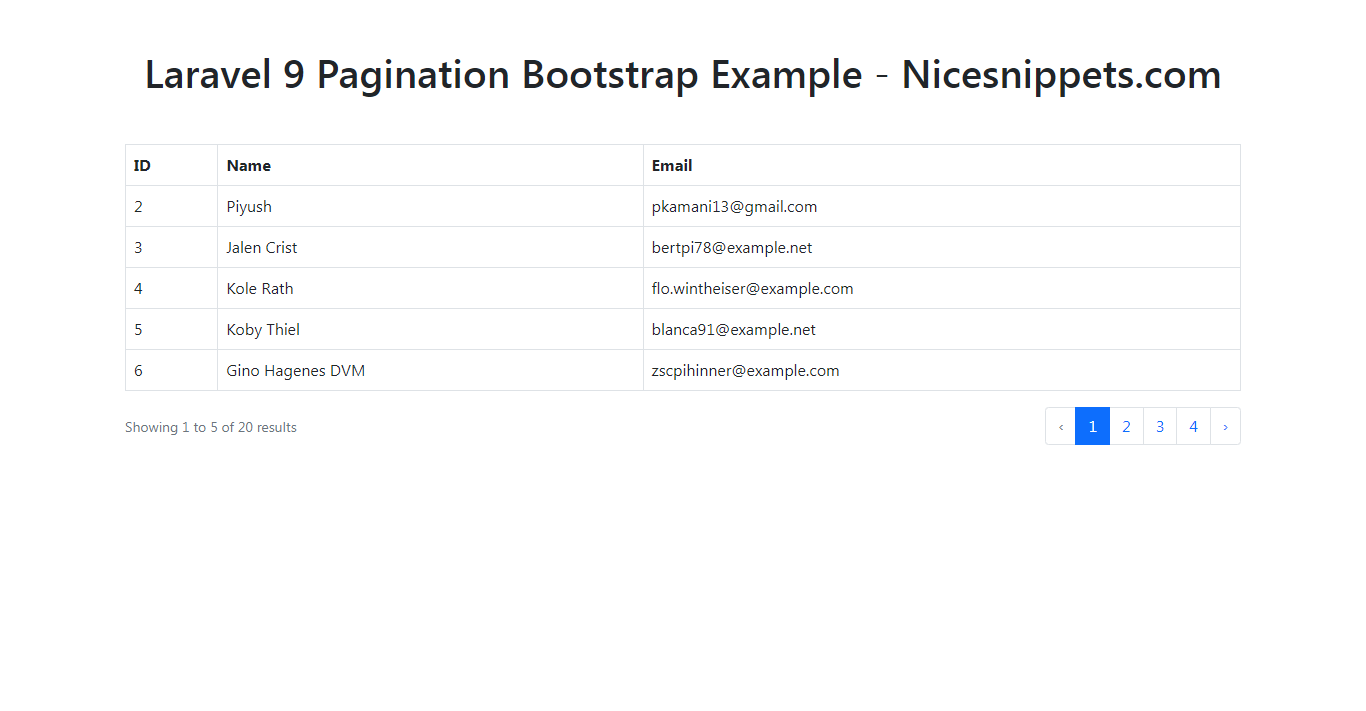 Laravel 9 Pagination Bootstrap Example - Nicesnippets.com
ID Name Email
2 Piyush pkamani13@gmail.com
3 Jalen Crist bertpi78@example.net
4 Kole Rath flo.wintheiser@example.com
5 Koby Thiel blanca91@example.net
6 Gino Hagenes DVM zscpihinner@example.com
Showing 1 to 5 of 20 results ‹ 1 2 3 4 ›